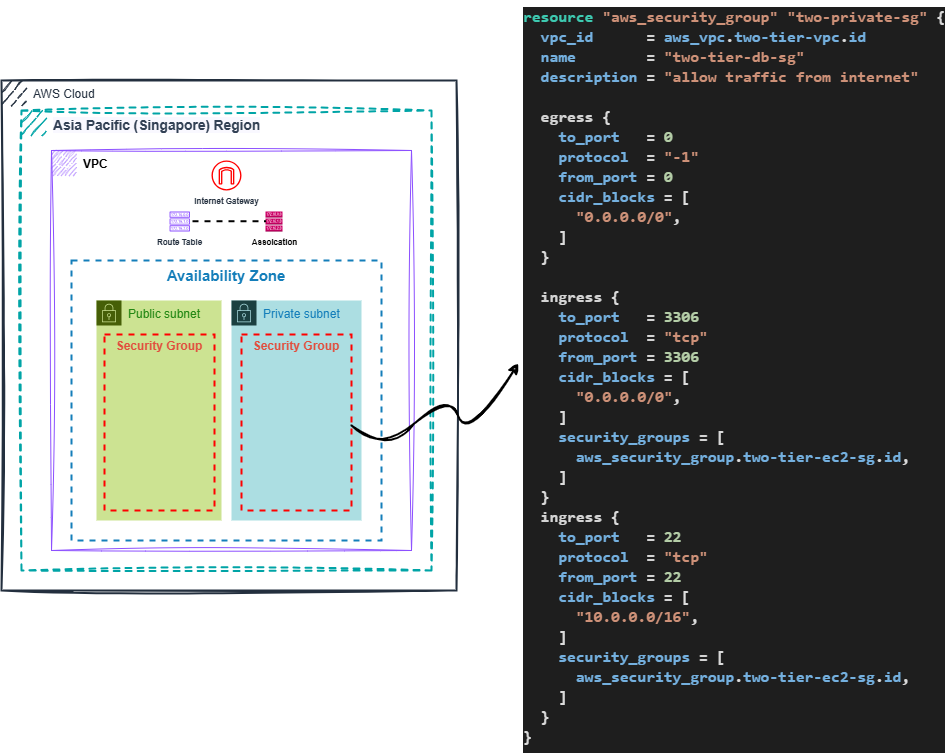 AWS Cloud
Asia Pacific (Singapore) Region
VPC
Internet Gateway
Route Table
Assoication
Availability Zone
Public subnet
Private subnet
Security Group
Security Group
resource "aws_security_group" "two-private-sg" {
  vpc_id      = aws_vpc.two-tier-vpc.id
  name        = "two-tier-db-sg"
  description = "allow traffic from internet"

  egress {
    to_port   = 0
    protocol  = "-1"
    from_port = 0
    cidr_blocks = [
      "0.0.0.0/0",
    ]
  }

  ingress {
    to_port   = 3306
    protocol  = "tcp"
    from_port = 3306
    cidr_blocks = [
      "0.0.0.0/0",
    ]
    security_groups = [
      aws_security_group.two-tier-ec2-sg.id,
    ]
  }
  ingress {
    to_port   = 22
    protocol  = "tcp"
    from_port = 22
    cidr_blocks = [
      "10.0.0.0/16",
    ]
    security_groups = [
      aws_security_group.two-tier-ec2-sg.id,
    ]
  }
}